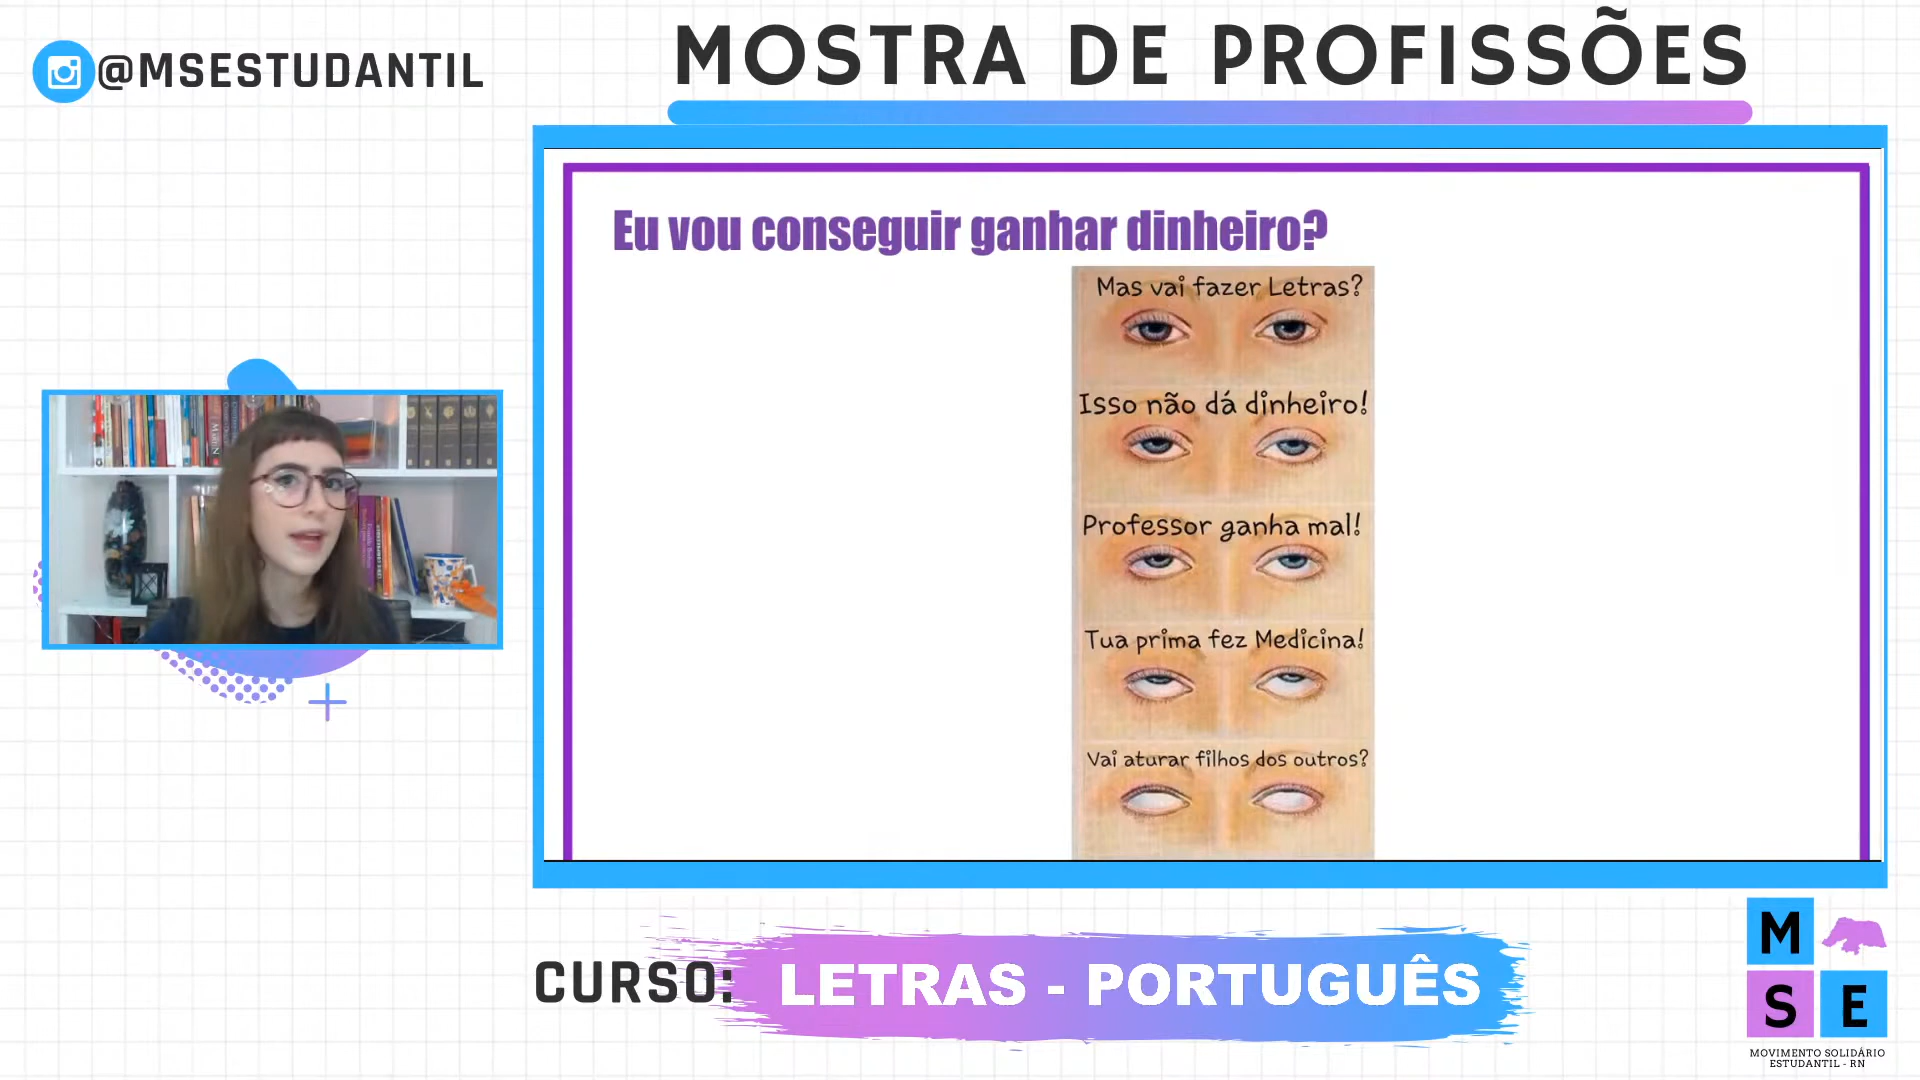 @MSESTUDANTIL
MOSTRA DE PROFISSÕES
Eu vou conseguir ganhar dinheiro?
Mas vai fazer Letras?
Isso não dá dinheiro!
Professor ganha mal!
Tua prima fez Medicina!
Vai aturar filhos dos outros?
CURSO: LETRAS - PORTUGUÊS
M
S E
MOVIMENTO SOLIDÁRIO
ESTUDANTIL - RN